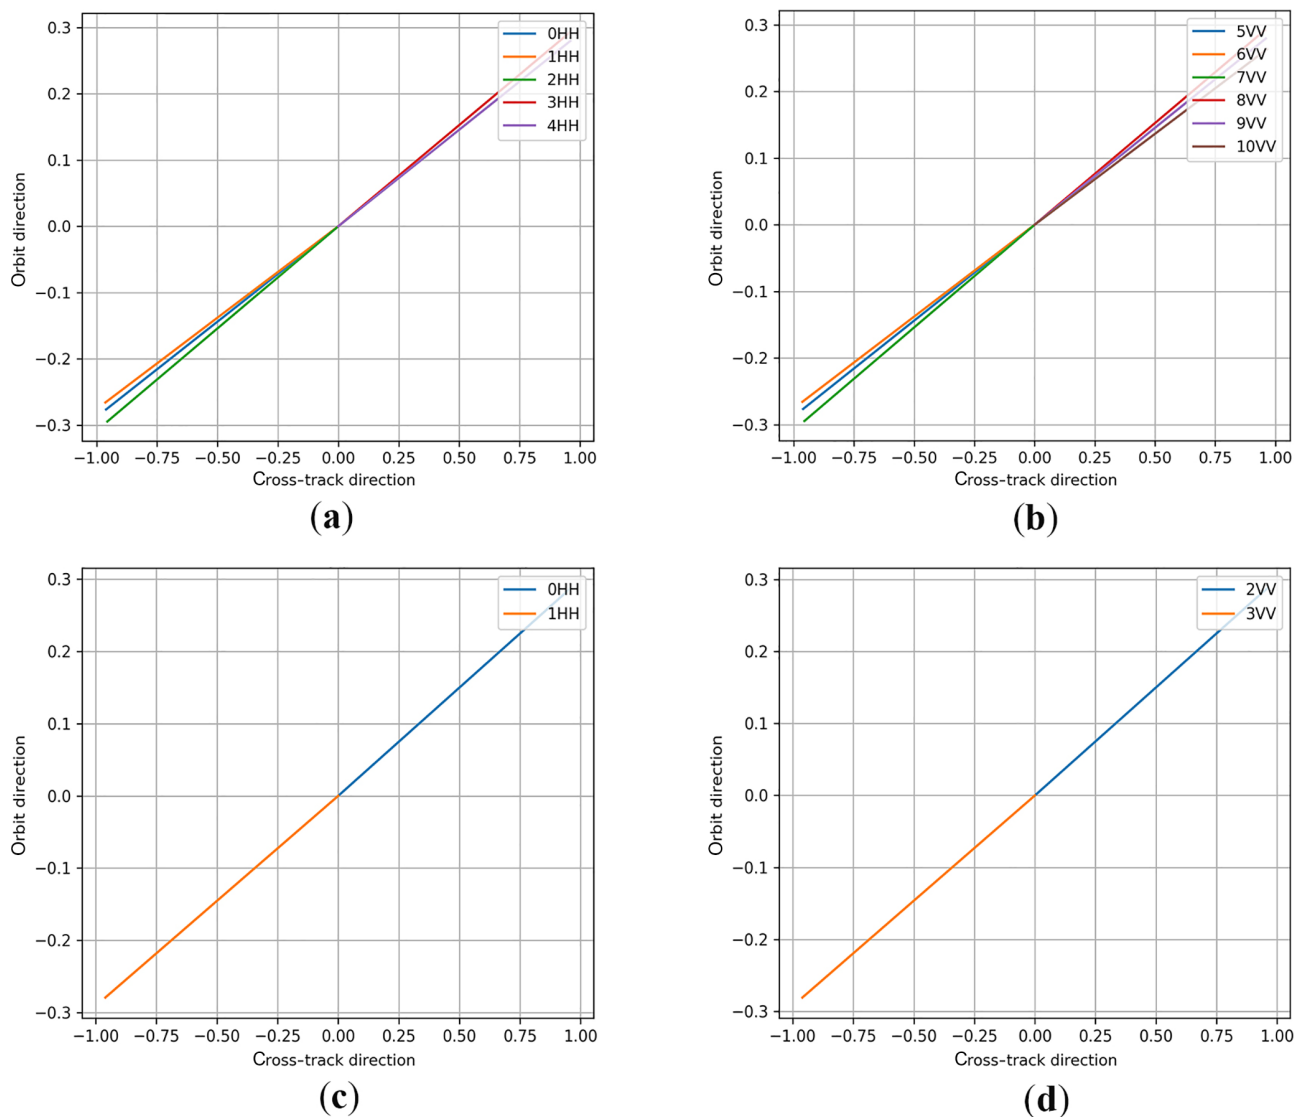 0.3
0.2
0.1
0.0
−0.1
−0.2
−0.3
Orbit direction
0HH
1HH
2HH
3HH
4HH
−1.00 −0.75 −0.50 −0.25 0.00 0.25 0.50 0.75 1.00
Cross-track direction
(a)
0.3
0.2
0.1
0.0
−0.1
−0.2
−0.3
Orbit direction
5VV
6VV
7VV
8VV
9VV
10VV
−1.00 −0.75 −0.50 −0.25 0.00 0.25 0.50 0.75 1.00
Cross-track direction
(b)
0.3
0.2
0.1
0.0
−0.1
−0.2
−0.3
Orbit direction
0HH
1HH
−1.00 −0.75 −0.50 −0.25 0.00 0.25 0.50 0.75 1.00
Cross-track direction
(c)
0.3
0.2
0.1
0.0
−0.1
−0.2
−0.3
Orbit direction
2VV
3VV
−1.00 −0.75 −0.50 −0.25 0.00 0.25 0.50 0.75 1.00
Cross-track direction
(d)